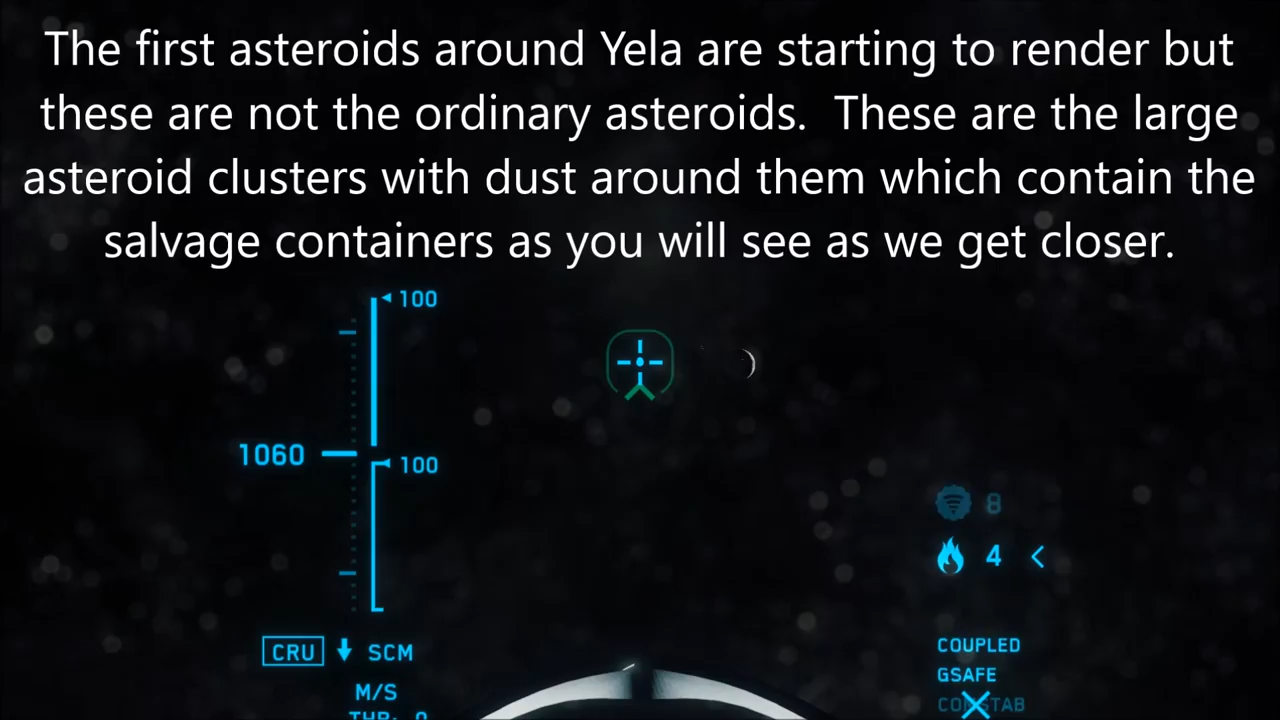 The first asteroids around Yela are starting to render but
these are not the ordinary asteroids.  These are the large
asteroid clusters with dust around them which contain the
salvage containers as you will see as we get closer.
100
1060
100
8
4
CRU SCM
M/S
THR: 0
COUPLED
GSAFE